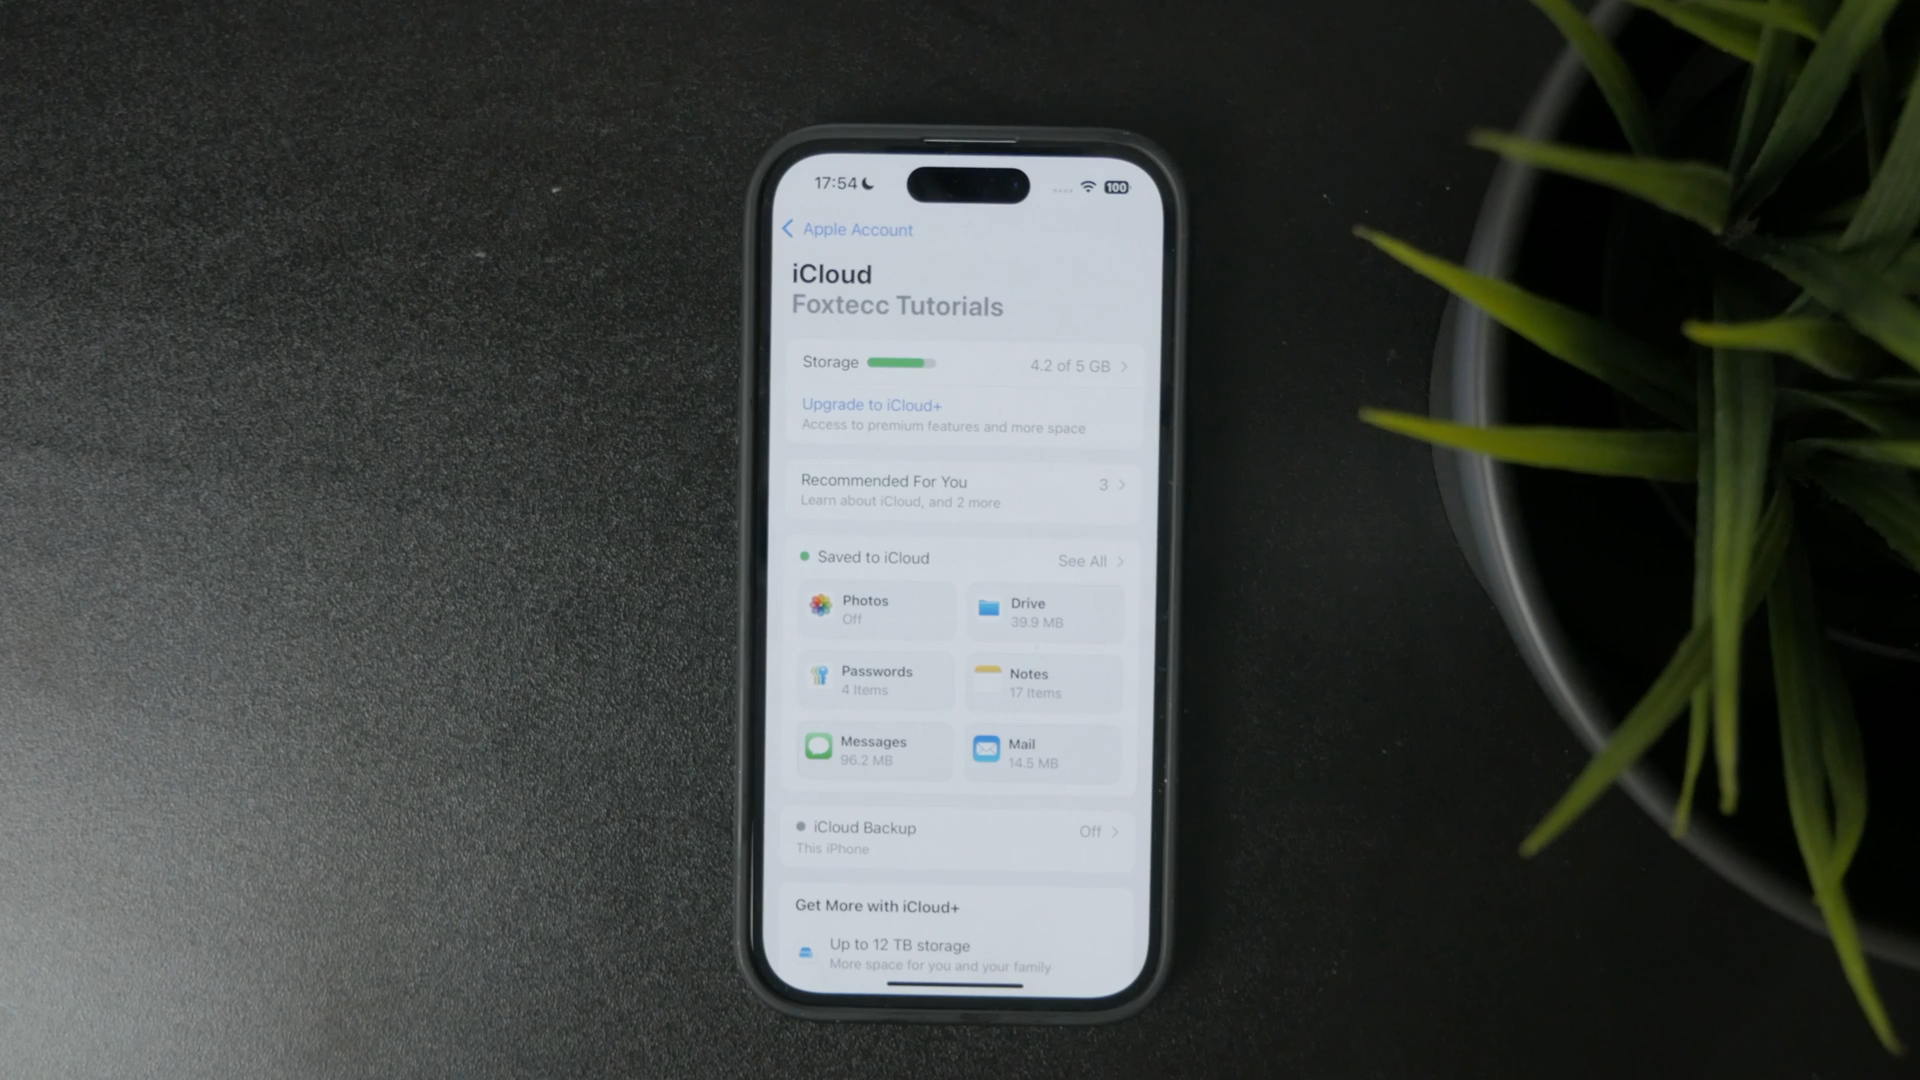 17:54
100
Apple Account
iCloud
Foxtecc Tutorials
Storage 4.2 of 5 GB
Upgrade to iCloud+
Access to premium features and more space
Recommended For You 3
Learn about iCloud, and 2 more
Saved to iCloud See All
Photos Drive
Off 39.9 MB
Passwords Notes
4 Items 17 Items
Messages Mail
96.2 MB 14.5 MB
iCloud Backup Off
This iPhone
Get More with iCloud+
Up to 12 TB storage
More space for you and your family